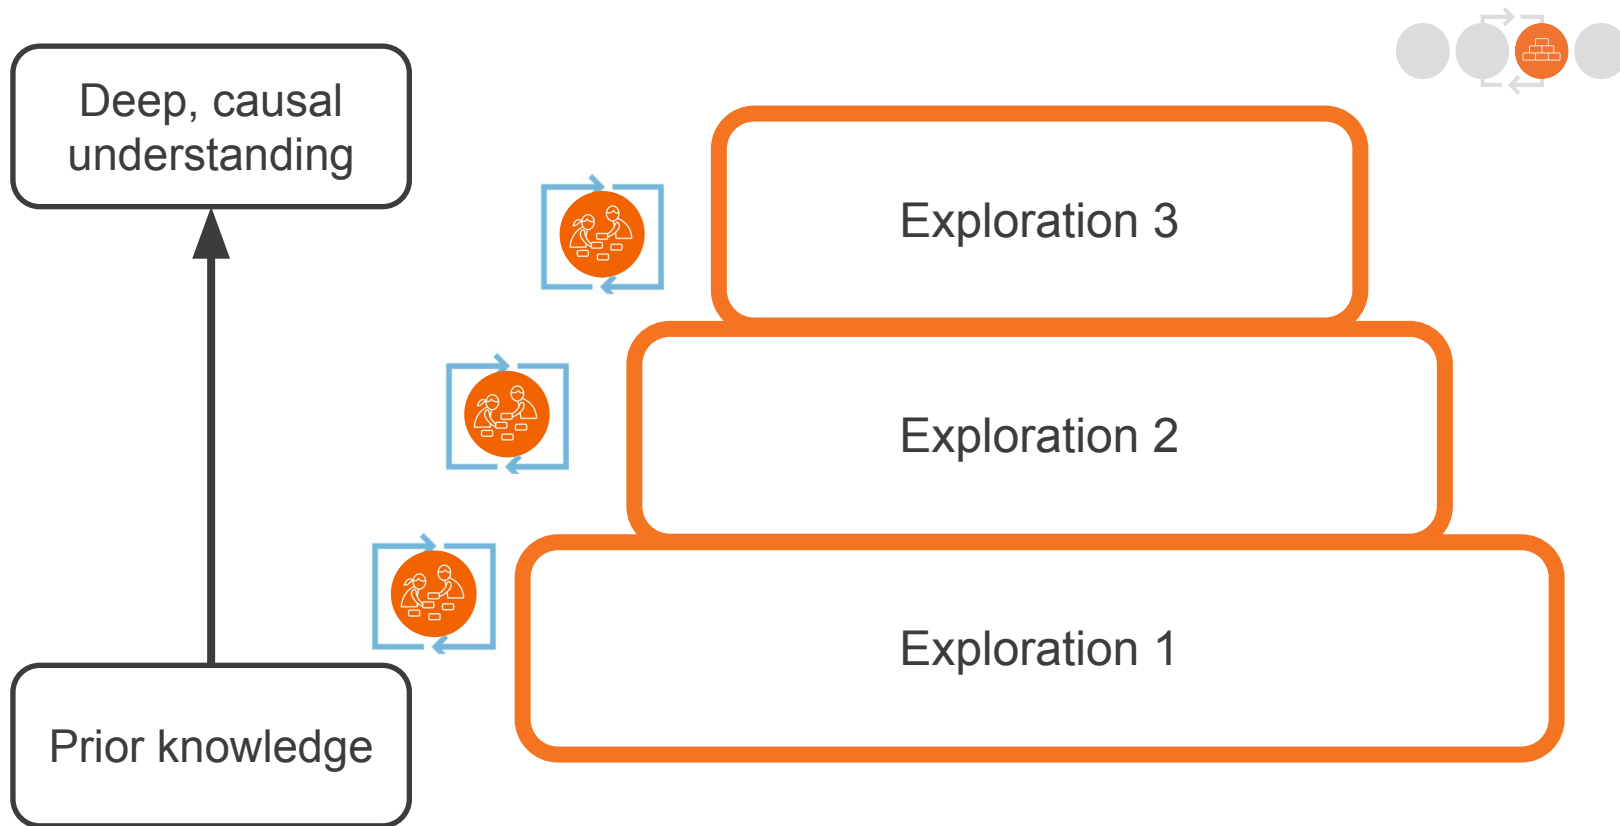 Deep, causal
understanding
Prior knowledge
Exploration 3
Exploration 2
Exploration 1